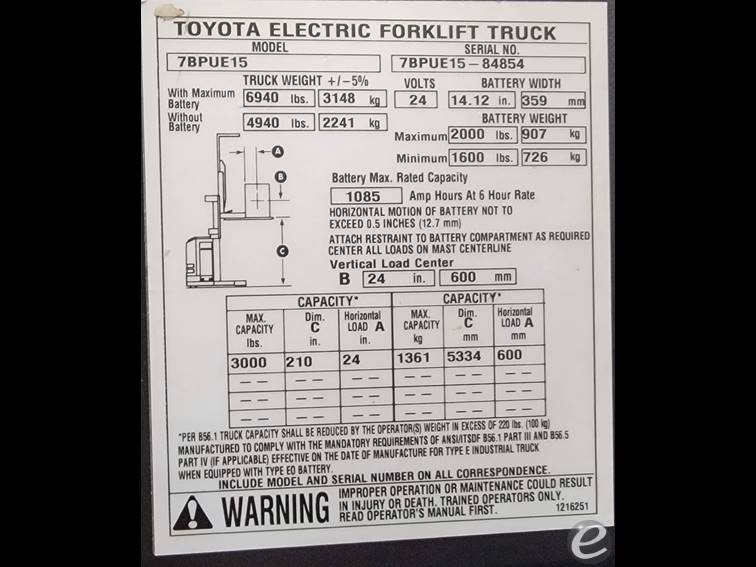 TOYOTA ELECTRIC FORKLIFT TRUCK
MODEL SERIAL NO.
7BPUE15 7BPUE15-84854
TRUCK WEIGHT +/-5% VOLTS BATTERY WIDTH
With Maximum Battery 6940 lbs. 3148 kg 24 14.12 in. 359 mm
Without Battery 4940 lbs. 2241 kg BATTERY WEIGHT
Maximum 2000 lbs. 907 kg
Minimum 1600 lbs. 726 kg
A
B
C
Battery Max. Rated Capacity
1085 Amp Hours At 6 Hour Rate
HORIZONTAL MOTION OF BATTERY NOT TO
EXCEED 0.5 INCHES (12.7 mm)
ATTACH RESTRAINT TO BATTERY COMPARTMENT AS REQUIRED
CENTER ALL LOADS ON MAST CENTERLINE
Vertical Load Center
B 24 in. 600 mm
CAPACITY* CAPACITY*
MAX. CAPACITY lbs. Dim. C in. Horizontal LOAD A in. MAX. CAPACITY kg Dim. C mm Horizontal LOAD A mm
3000 210 24 1361 5334 600
-- -- -- -- -- --
-- -- -- -- -- --
-- -- -- -- -- --
*PER B56.1 TRUCK CAPACITY SHALL BE REDUCED BY THE OPERATOR(S) WEIGHT IN EXCESS OF 220 lbs. (100 kg)
MANUFACTURED TO COMPLY WITH THE MANDATORY REQUIREMENTS OF ANSI/ITSDF B56.1 PART III AND B56.5
PART IV (IF APPLICABLE) EFFECTIVE ON THE DATE OF MANUFACTURE FOR TYPE E INDUSTRIAL TRUCK
WHEN EQUIPPED WITH TYPE EO BATTERY.
INCLUDE MODEL AND SERIAL NUMBER ON ALL CORRESPONDENCE.
WARNING
IMPROPER OPERATION OR MAINTENANCE COULD RESULT
IN INJURY OR DEATH. TRAINED OPERATORS ONLY.
READ OPERATOR'S MANUAL FIRST. 1216251
e